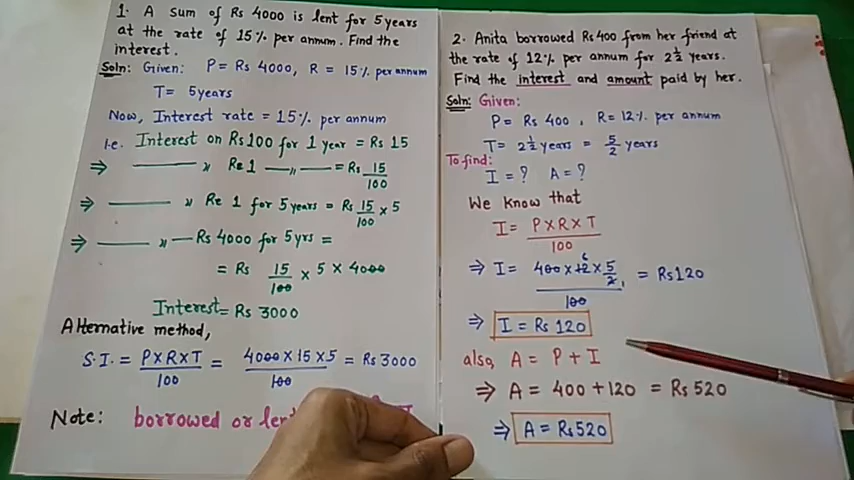 1. A sum of Rs 4000 is lent for 5 years
at the rate of 15% per annum. Find the
interest.
Soln: Given: P = Rs 4000, R = 15% per annum
T = 5 years
Now, Interest rate = 15% per annum
i.e. Interest on Rs 100 for 1 year = Rs 15
⇒ ——— " Re 1 —"— = Rs 15/100
⇒ ——— " Re 1 for 5 years = Rs 15/100 × 5
⇒ ——— " — Rs 4000 for 5 yrs =
= Rs 15/100 × 5 × 4000
Interest = Rs 3000
Alternative method,
S.I. = P×R×T/100 = 4000×15×5/100 = Rs 3000
Note: borrowed or lent
2. Anita borrowed Rs 400 from her friend at
the rate of 12% per annum for 2 1/2 years.
Find the interest and amount paid by her.
Soln: Given:
P = Rs 400, R = 12% per annum
T = 2 1/2 years = 5/2 years
To find:
I = ? A = ?
We know that
I = P×R×T/100
⇒ I = 400 × 12 6 × 5/2 1 /100 = Rs 120
⇒ I = Rs 120
also, A = P + I
⇒ A = 400 + 120 = Rs 520
⇒ A = Rs 520